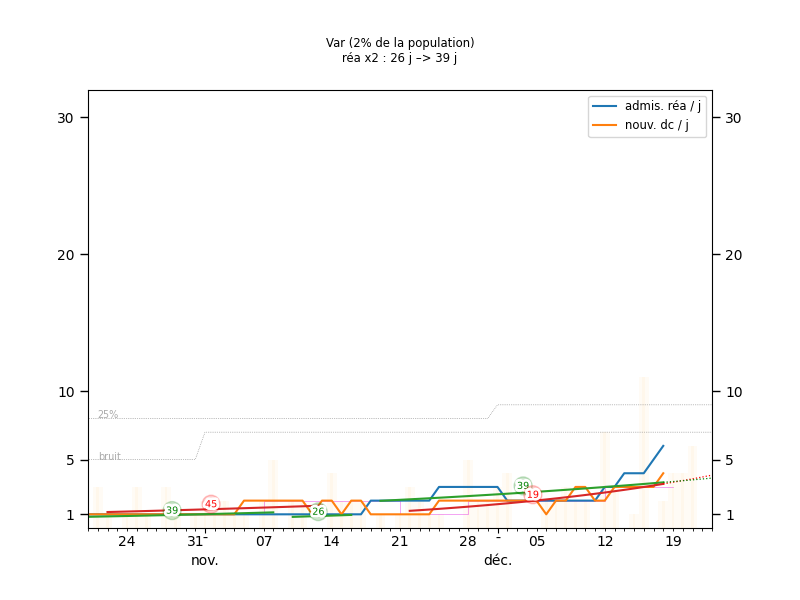 Var (2% de la population)
réa x2 : 26 j –> 39 j
admis. réa / j
nouv. dc / j
30 30
20 20
10 10
25%
bruit
5 5
39 45 26 39 19
1 1
24 31 07 14 21 28 - 05 12 19
nov. déc.